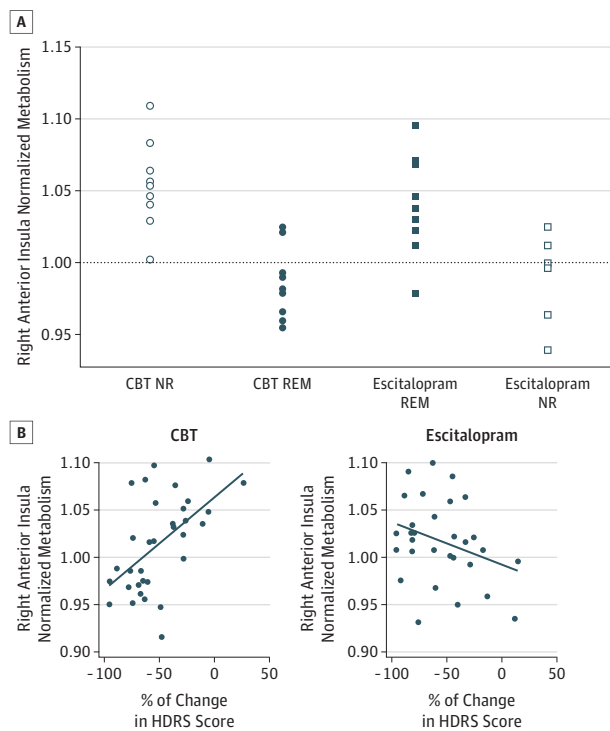 A
Right Anterior Insula Normalized Metabolism
1.15
1.10
1.05
1.00
0.95
CBT NR
CBT REM
Escitalopram
REM
Escitalopram
NR
B
CBT
Right Anterior Insula
Normalized Metabolism
1.10
1.05
1.00
0.95
0.90
-100
-50
0
50
% of Change
in HDRS Score
Escitalopram
Right Anterior Insula
Normalized Metabolism
1.10
1.05
1.00
0.95
0.90
-100
-50
0
50
% of Change
in HDRS Score